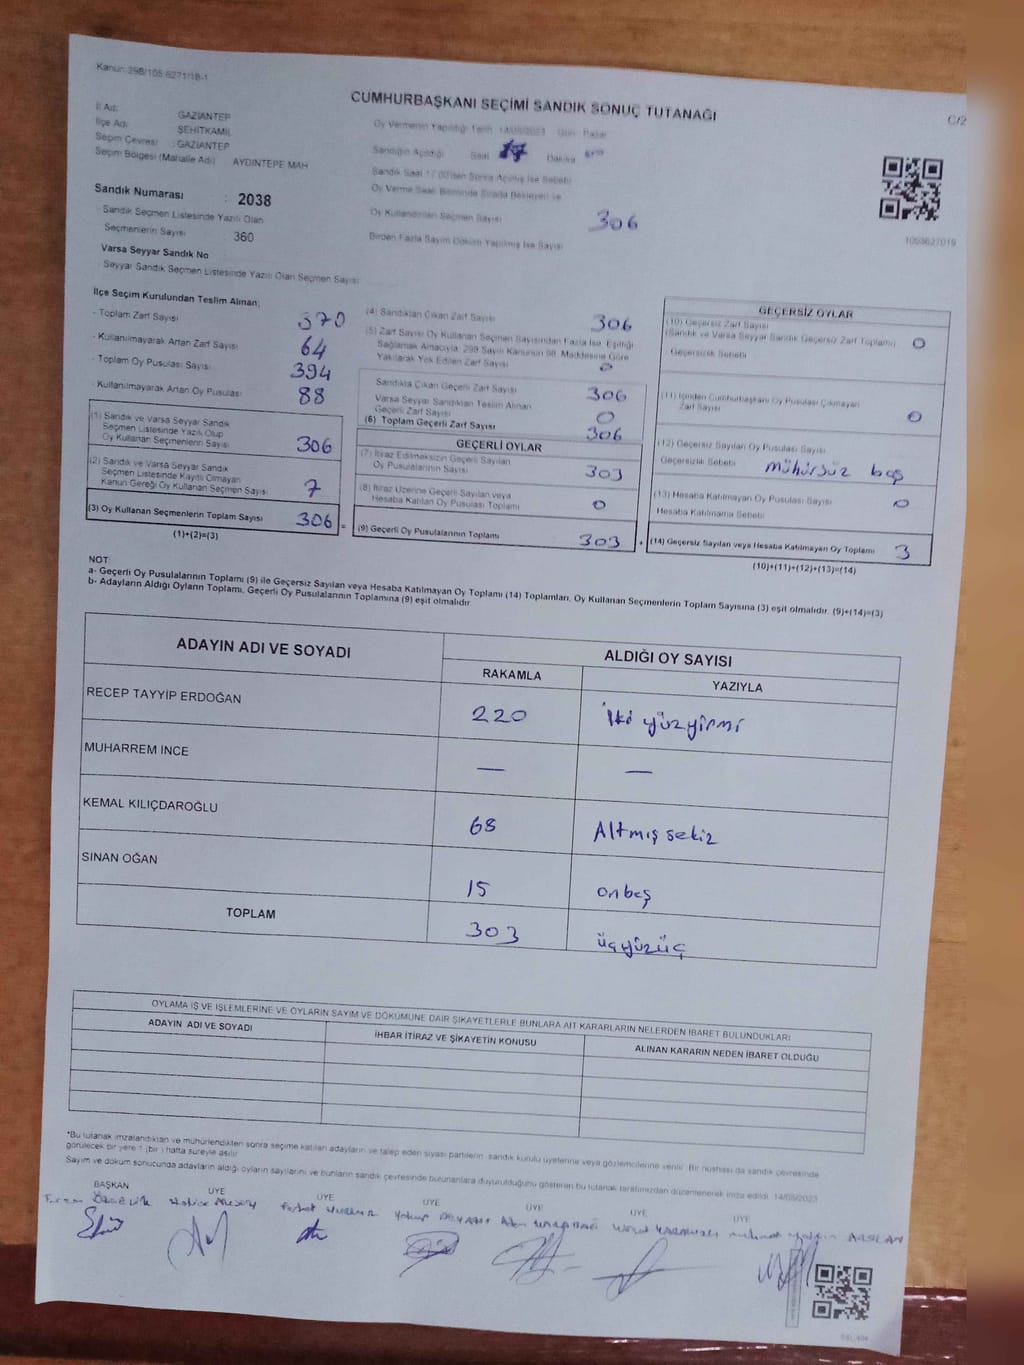 Kanun: 298/105 6271/18-1
CUMHURBAŞKANI SEÇİMİ SANDIK SONUÇ TUTANAĞI
C/2
İl Adı: GAZİANTEP
İlçe Adı ŞEHİTKAMİL
Seçim Çevresi : GAZİANTEP
Seçim Bölgesi (Mahalle Adı) AYDINTEPE MAH
Oy Vermenin Yapıldığı Tarih 14/05/2023 Gün Pazar
Sandığın Açıldığı Saat 17 Dakika
Sandık Saat 17:00'den Sonra Açılmış İse Sebebi
Oy Verme Saati Bitiminde Sırada Bekleyen ve
Oy Kullandırılan Seçmen Sayısı 306
Birden Fazla Sayım Döküm Yapılmış İse Sayısı
1003627019
Sandık Numarası : 2038
Sandık Seçmen Listesinde Yazılı Olan
Seçmenlerin Sayısı 360
Varsa Seyyar Sandık No
Seyyar Sandık Seçmen Listesinde Yazılı Olan Seçmen Sayısı
İlçe Seçim Kurulundan Teslim Alınan;
- Toplam Zarf Sayısı 370
- Kullanılmayarak Artan Zarf Sayısı 64
- Toplam Oy Pusulası Sayısı 394
- Kullanılmayarak Artan Oy Pusulası 88
(1) Sandık ve Varsa Seyyar Sandık
Seçmen Listesinde Yazılı Olup
Oy Kullanan Seçmenlerin Sayısı 306
(2) Sandık ve Varsa Seyyar Sandık
Seçmen Listesinde Kayıtlı Olmayan
Kanun Gereği Oy Kullanan Seçmen Sayısı 7
(3) Oy Kullanan Seçmenlerin Toplam Sayısı 306 =
(1)+(2)=(3)
(4) Sandıktan Çıkan Zarf Sayısı 306
(5) Zarf Sayısı Oy Kullanan Seçmen Sayısından Fazla İse, Eşitliği
Sağlamak Amacıyla, 298 Sayılı Kanunun 98. Maddesine Göre
Yakılarak Yok Edilen Zarf Sayısı 0
Sandıkta Çıkan Geçerli Zarf Sayısı 306
Varsa Seyyar Sandıktan Teslim Alınan
Geçerli Zarf Sayısı 0
(6) Toplam Geçerli Zarf Sayısı 306
GEÇERLİ OYLAR
(7) İtiraz Edilmeksizin Geçerli Sayılan
Oy Pusulalarının Sayısı 303
(8) İtiraz Üzerine Geçerli Sayılan veya
Hesaba Katılan Oy Pusulası Toplamı 0
(9) Geçerli Oy Pusulalarının Toplamı 303 +
GEÇERSİZ OYLAR
(10) Geçersiz Zarf Sayısı
(Sandık ve Varsa Seyyar Sandık Geçersiz Zarf Toplamı) 0
Geçersizlik Sebebi
(11) İçinden Cumhurbaşkanı Oy Pusulası Çıkmayan
Zarf Sayısı 0
(12) Geçersiz Sayılan Oy Pusulası Sayısı
Geçersizlik Sebebi Mühürsüz boş
(13) Hesaba Katılmayan Oy Pusulası Sayısı 0
Hesaba Katılmama Sebebi
(14) Geçersiz Sayılan veya Hesaba Katılmayan Oy Toplamı 3
(10)+(11)+(12)+(13)=(14)
NOT:
a- Geçerli Oy Pusulalarının Toplamı (9) ile Geçersiz Sayılan veya Hesaba Katılmayan Oy Toplamı (14) Toplamları, Oy Kullanan Seçmenlerin Toplam Sayısına (3) eşit olmalıdır. (9)+(14)=(3)
b- Adayların Aldığı Oyların Toplamı, Geçerli Oy Pusulalarının Toplamına (9) eşit olmalıdır.
ADAYIN ADI VE SOYADI
ALDIĞI OY SAYISI
RAKAMLA YAZIYLA
RECEP TAYYİP ERDOĞAN 220 İki yüzyirmi
MUHARREM İNCE — —
KEMAL KILIÇDAROĞLU 68 Altmış sekiz
SİNAN OĞAN 15 onbeş
TOPLAM 303 üçyüzüç
OYLAMA İŞ VE İŞLEMLERİNE VE OYLARIN SAYIM VE DÖKÜMÜNE DAİR ŞİKAYETLERLE BUNLARA AİT KARARLARIN NELERDEN İBARET BULUNDUKLARI
ADAYIN ADI VE SOYADI İHBAR İTİRAZ VE ŞİKAYETİN KONUSU ALINAN KARARIN NEDEN İBARET OLDUĞU
*Bu tutanak imzalandıktan ve mühürlendikten sonra seçime katılan adayların ve talep eden siyasi partilerin sandık kurulu üyelerine veya gözlemcilerine verilir. Bir nüshası da sandık çevresinde
görülecek bir yere 1 (bir) hafta süreyle asılır.
Sayım ve döküm sonucunda adayların aldığı oyların sayılarını ve bunların sandık çevresinde bulunanlara duyurulduğunu gösteren bu tutanak tarafımızdan düzenlenerek imza edildi. 14/05/2023
BAŞKAN ÜYE ÜYE ÜYE ÜYE ÜYE ÜYE
ARSLAN